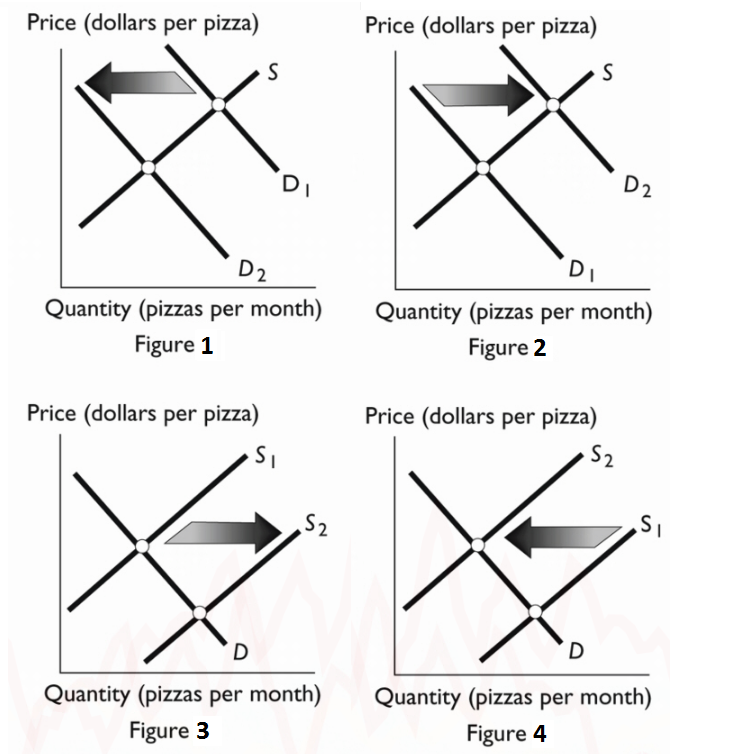 Price (dollars per pizza)
S
D1
D2
Quantity (pizzas per month)
Figure 1
Price (dollars per pizza)
S
D2
D1
Quantity (pizzas per month)
Figure 2
Price (dollars per pizza)
S1
S2
D
Quantity (pizzas per month)
Figure 3
Price (dollars per pizza)
S2
S1
D
Quantity (pizzas per month)
Figure 4